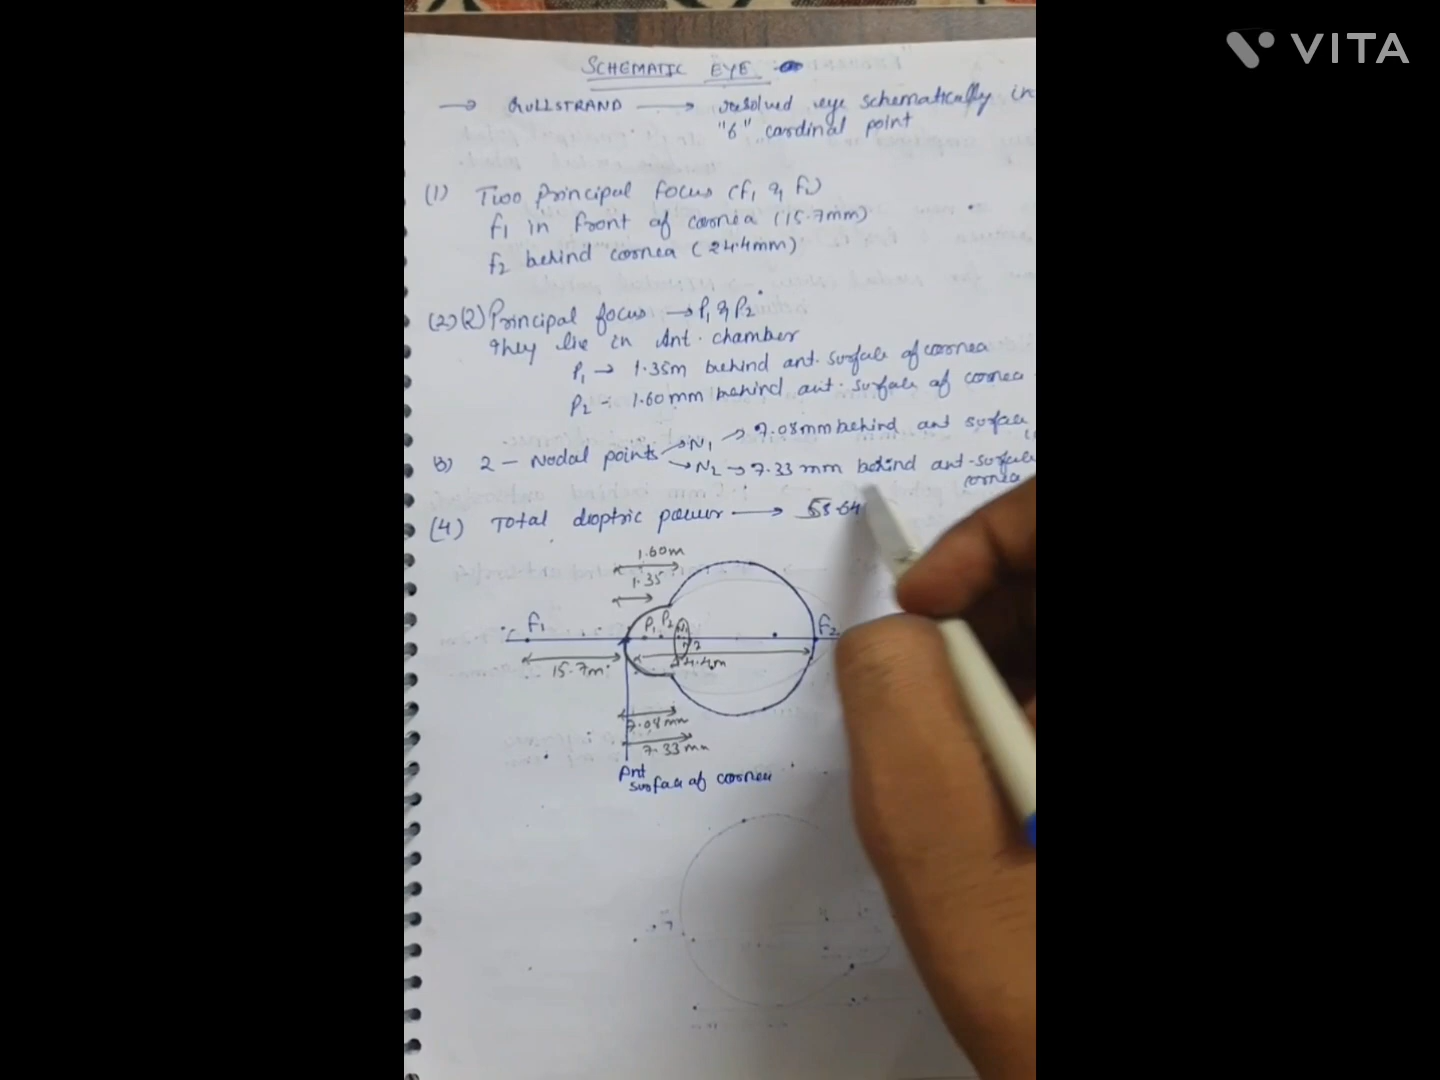 VITA
SCHEMATIC EYE
→ GULLSTRAND → resolved eye schematically in
"6" cardinal point
(1) Two principal focus (f1 & f2)
f1 in front of cornea (15.7mm)
f2 behind cornea (24.4mm)
(2) (2) Principal focus → P1 & P2
They lie in Ant. chamber
P1 → 1.35m behind ant. surface of cornea
P2 - 1.60mm behind ant. surface of cornea
3) 2 - Nodal points → N1 → 7.08mm behind ant surface
→ N2 → 7.33 mm behind ant-surface
cornea
(4) Total dioptric power →
1.60m
1.35
F1 P1 P2 F2
15.7m 24.4m
7.08mm
7.33mm
Ant
surface of cornea